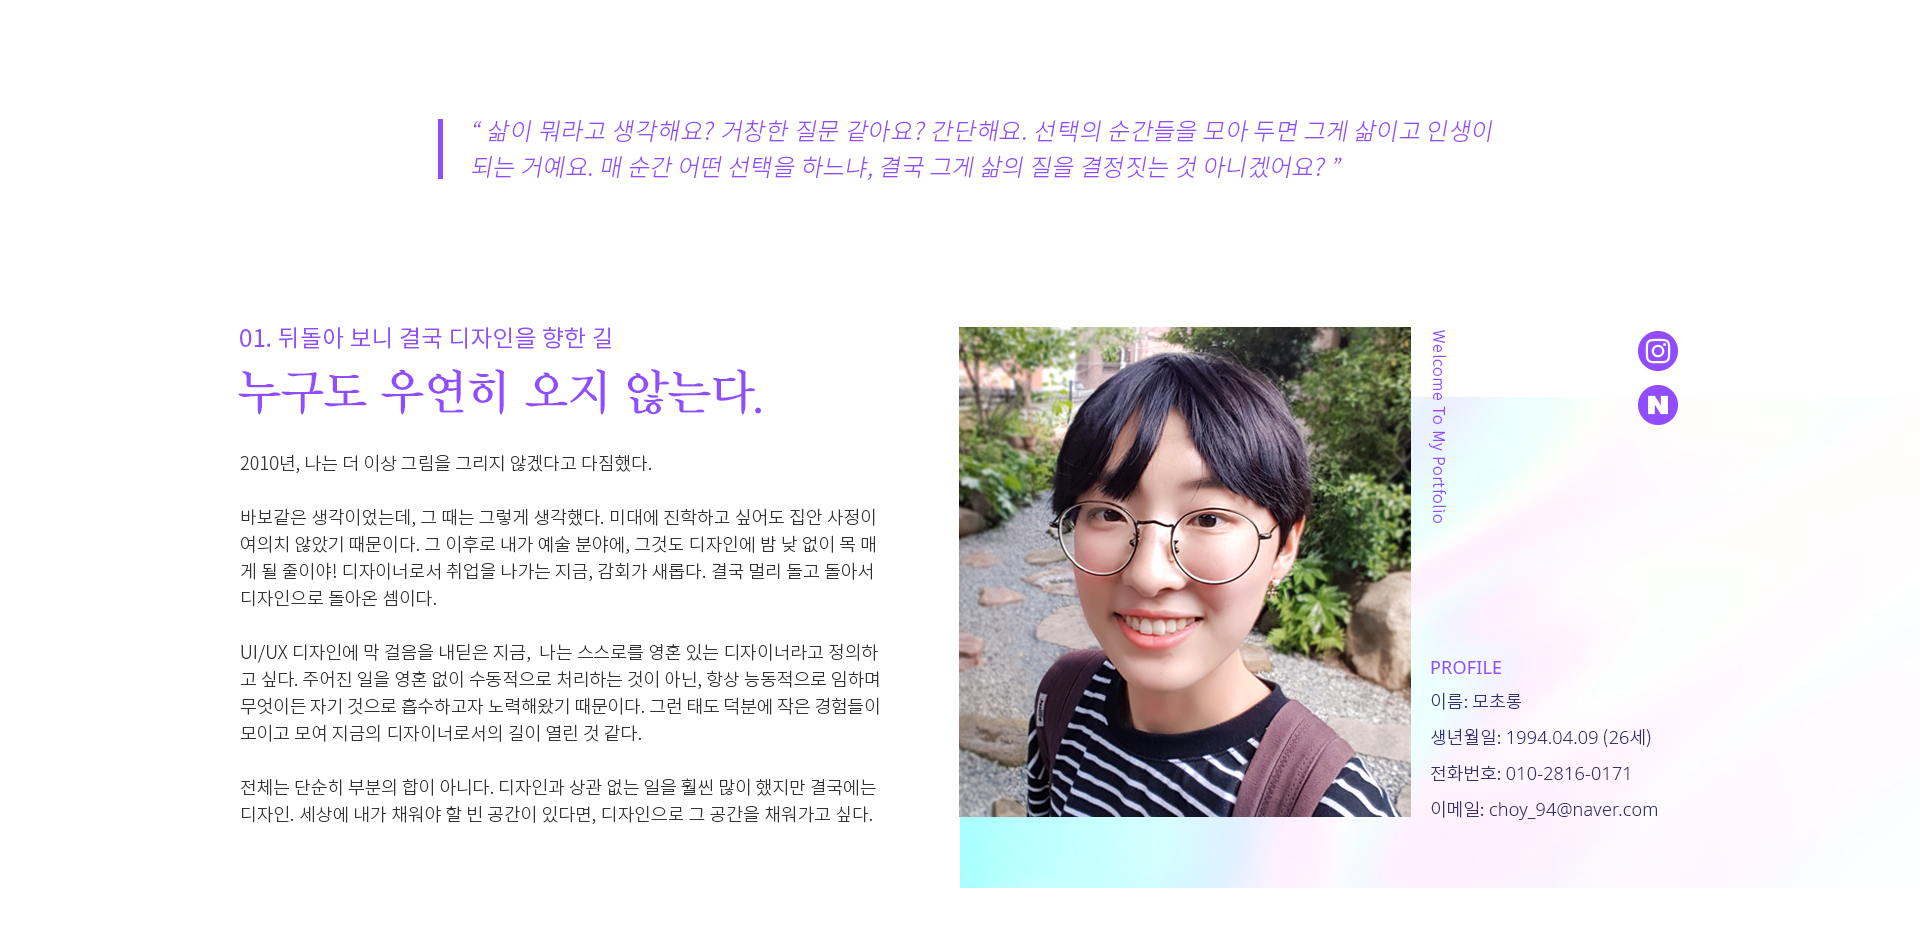 “ 삶이 뭐라고 생각해요? 거창한 질문 같아요? 간단해요. 선택의 순간들을 모아 두면 그게 삶이고 인생이
되는 거예요. 매 순간 어떤 선택을 하느냐, 결국 그게 삶의 질을 결정짓는 것 아니겠어요? ”
01. 뒤돌아 보니 결국 디자인을 향한 길
누구도 우연히 오지 않는다.
2010년, 나는 더 이상 그림을 그리지 않겠다고 다짐했다.
바보같은 생각이었는데, 그 때는 그렇게 생각했다. 미대에 진학하고 싶어도 집안 사정이
여의치 않았기 때문이다. 그 이후로 내가 예술 분야에, 그것도 디자인에 밤 낮 없이 목 매
게 될 줄이야! 디자이너로서 취업을 나가는 지금, 감회가 새롭다. 결국 멀리 돌고 돌아서
디자인으로 돌아온 셈이다.
UI/UX 디자인에 막 걸음을 내딛은 지금,  나는 스스로를 영혼 있는 디자이너라고 정의하
고 싶다. 주어진 일을 영혼 없이 수동적으로 처리하는 것이 아닌, 항상 능동적으로 임하며
무엇이든 자기 것으로 흡수하고자 노력해왔기 때문이다. 그런 태도 덕분에 작은 경험들이
모이고 모여 지금의 디자이너로서의 길이 열린 것 같다.
전체는 단순히 부분의 합이 아니다. 디자인과 상관 없는 일을 훨씬 많이 했지만 결국에는
디자인. 세상에 내가 채워야 할 빈 공간이 있다면, 디자인으로 그 공간을 채워가고 싶다.
Welcome To My Portfolio
N
PROFILE
이름: 모초롱
생년월일: 1994.04.09 (26세)
전화번호: 010-2816-0171
이메일: choy_94@naver.com